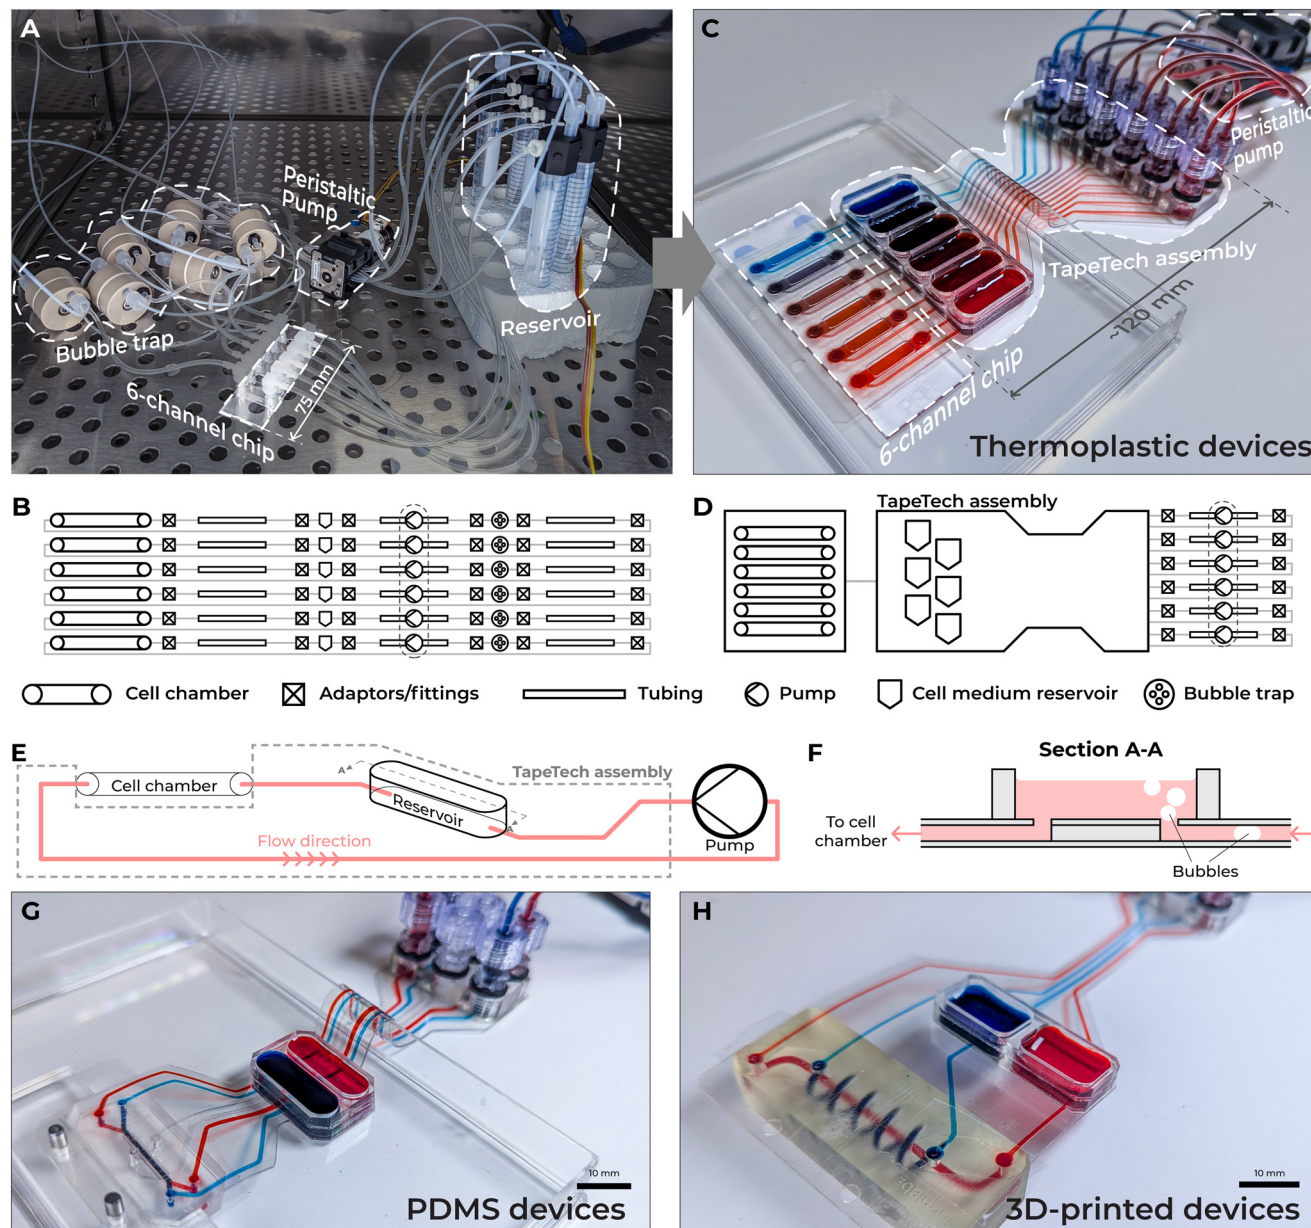 A
Peristaltic
Pump
Bubble trap
Reservoir
6-channel chip
75 mm
C
Peristaltic
pump
TapeTech assembly
~120 mm
6-channel chip
Thermoplastic devices
B
D
TapeTech assembly
Cell chamber
Adaptors/fittings
Tubing
Pump
Cell medium reservoir
Bubble trap
E
Cell chamber
A
Reservoir
A
TapeTech assembly
Flow direction
Pump
F
Section A-A
To cell
chamber
Bubbles
G
10 mm
PDMS devices
H
10 mm
3D-printed devices